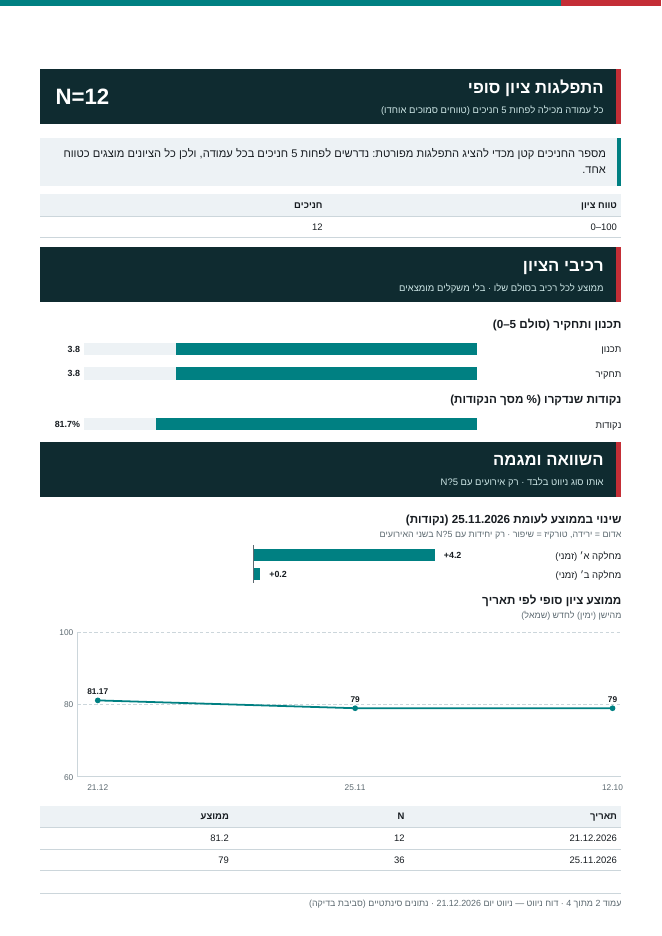 התפלגות ציון סופי
N=12
כל עמודה מכילה לפחות 5 חניכים (טווחים סמוכים אוחדו)
מספר החניכים קטן מכדי להציג התפלגות מפורטת: נדרשים לפחות 5 חניכים בכל עמודה, ולכן כל הציונים מוצגים כטווח
אחד.
טווח ציון חניכים
0–100 12
רכיבי הציון
ממוצע לכל רכיב בסולם שלו · בלי משקלים מומצאים
תכנון ותחקיר (סולם 0–5)
תכנון 3.8
תחקיר 3.8
נקודות שנדקרו (% מסך הנקודות)
נקודות 81.7%
השוואה ומגמה
אותו סוג ניווט בלבד · רק אירועים עם N?5
שינוי בממוצע לעומת 25.11.2026 (נקודות)
אדום = ירידה, טורקיז = שיפור · רק יחידות עם N?5 בשני האירועים
מחלקה א׳ (זמני) +4.2
מחלקה ב׳ (זמני) +0.2
ממוצע ציון סופי לפי תאריך
מהישן (ימין) לחדש (שמאל)
100
81.17 79 79
80
60
21.12 25.11 12.10
תאריך N ממוצע
21.12.2026 12 81.2
25.11.2026 36 79
עמוד 2 מתוך 4 · דוח ניווט — ניווט יום 21.12.2026 · נתונים סינתטיים (סביבת בדיקה)